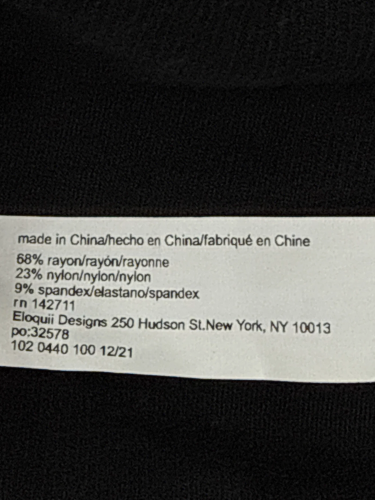 made in China/hecho en China/fabriqué en Chine
68% rayon/rayón/rayonne
23% nylon/nylon/nylon
9% spandex/elastano/spandex
rn 142711
Eloquii Designs 250 Hudson St.New York, NY 10013
po:32578
102 0440 100 12/21